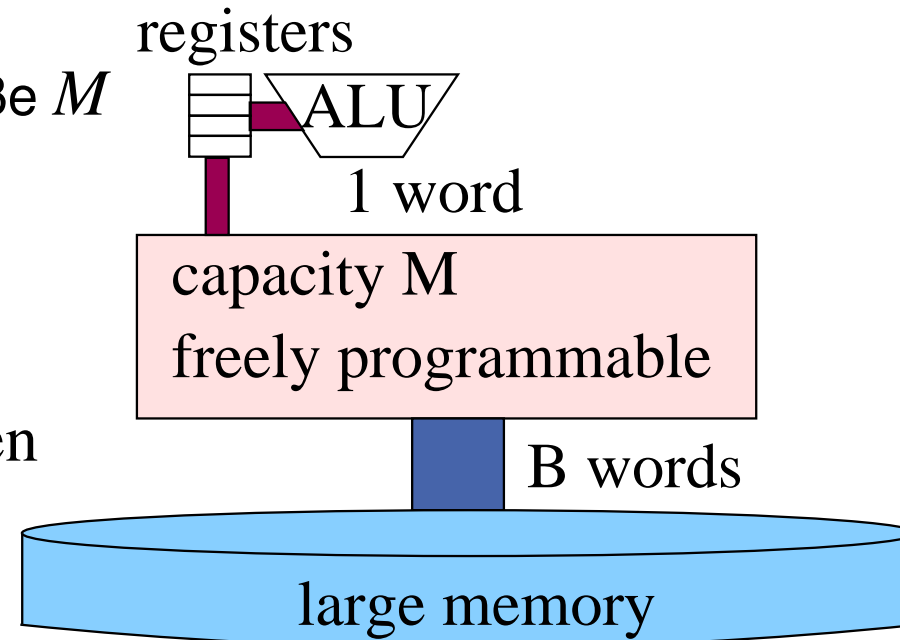 registers
M
ALU
1 word
capacity M
freely programmable
B words
large memory